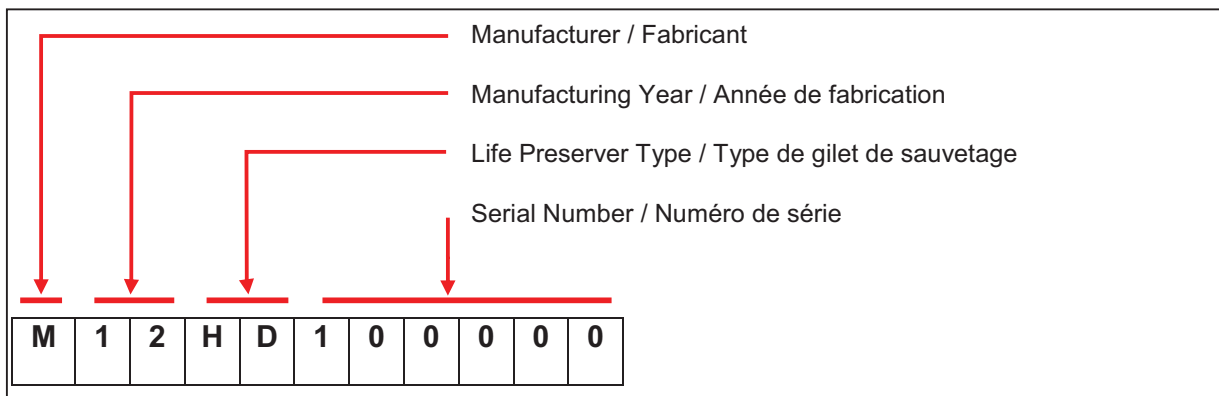 Manufacturer / Fabricant
Manufacturing Year / Année de fabrication
Life Preserver Type / Type de gilet de sauvetage
Serial Number / Numéro de série
M 1 2 H D 1 0 0 0 0 0